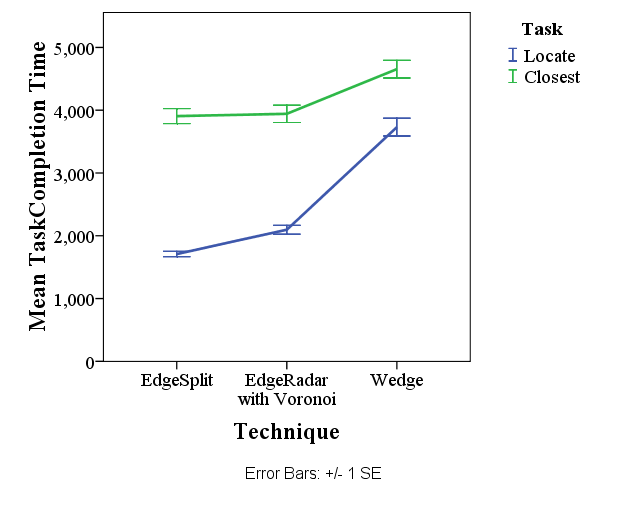 Mean TaskCompletion Time
5,000
4,000
3,000
2,000
1,000
0
EdgeSplit
EdgeRadar
with Voronoi
Wedge
Technique
Error Bars: +/- 1 SE
Task
Locate
Closest